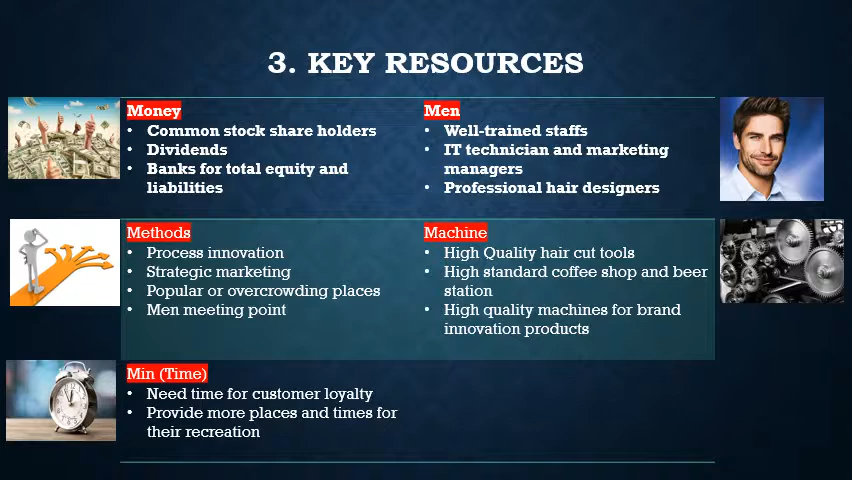 3. KEY RESOURCES
Money
• Common stock share holders
• Dividends
• Banks for total equity and
liabilities
Men
• Well-trained staffs
• IT technician and marketing
managers
• Professional hair designers
Methods
• Process innovation
• Strategic marketing
• Popular or overcrowding places
• Men meeting point
Machine
• High Quality hair cut tools
• High standard coffee shop and beer
station
• High quality machines for brand
innovation products
Min (Time)
• Need time for customer loyalty
• Provide more places and times for
their recreation